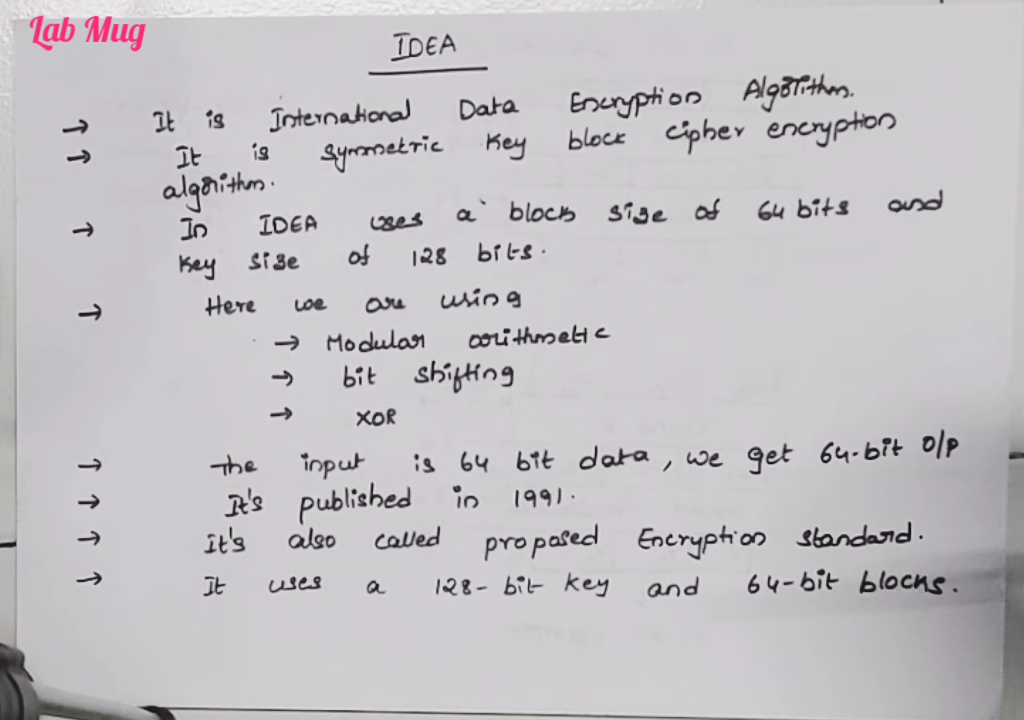 Lab Mug
IDEA
→ It is International Data Encryption Algorithm.
→ It is symmetric key block cipher encryption
algorithm.
→ In IDEA uses a block size of 64 bits and
key size of 128 bits.
→ Here we are using
→ Modular arithmetic
→ bit shifting
→ XOR
→ The input is 64 bit data, we get 64-bit O/P
→ It's published in 1991.
→ It's also called proposed Encryption standard.
→ It uses a 128-bit key and 64-bit blocks.